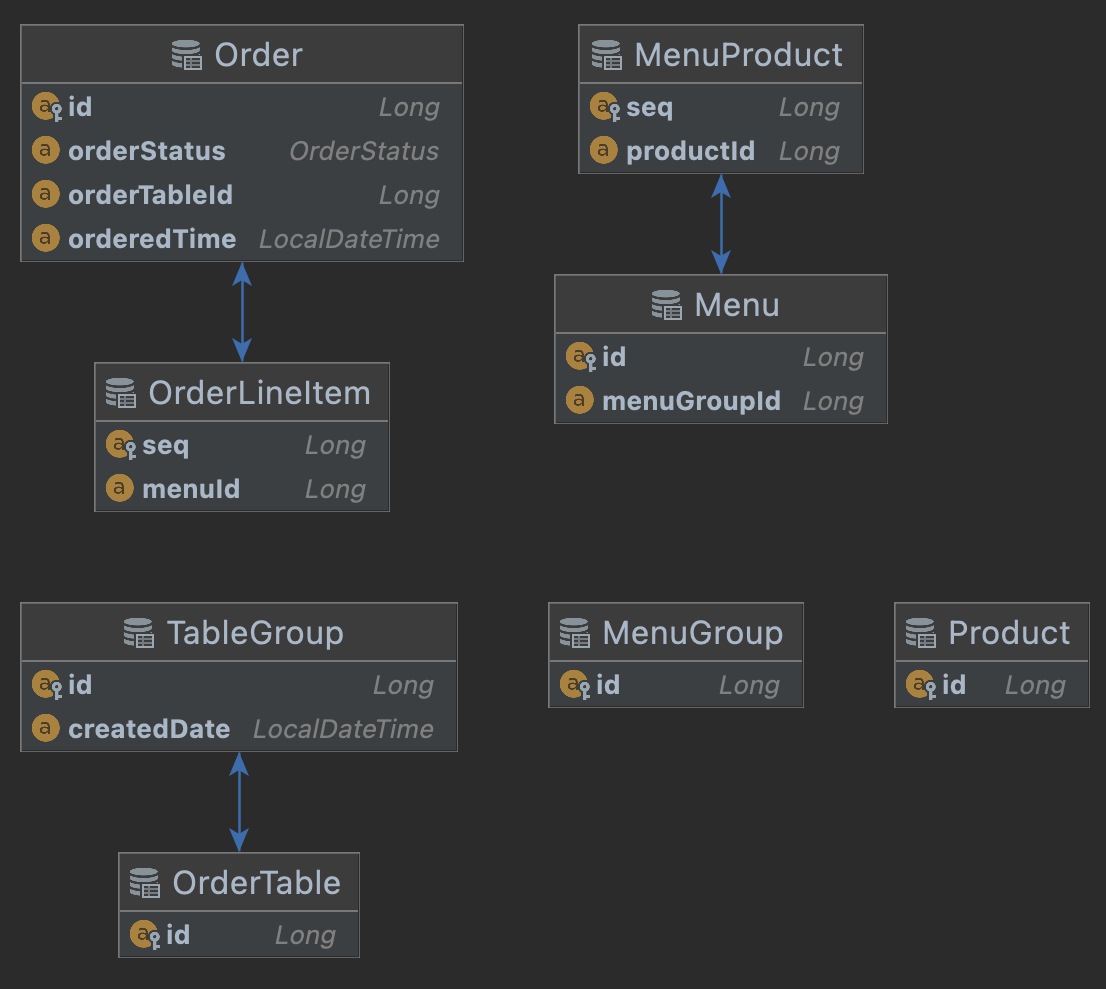 Order
id Long
orderStatus OrderStatus
orderTableId Long
orderedTime LocalDateTime
OrderLineItem
seq Long
menuId Long
MenuProduct
seq Long
productId Long
Menu
id Long
menuGroupId Long
TableGroup
id Long
createdDate LocalDateTime
OrderTable
id Long
MenuGroup
id Long
Product
id Long